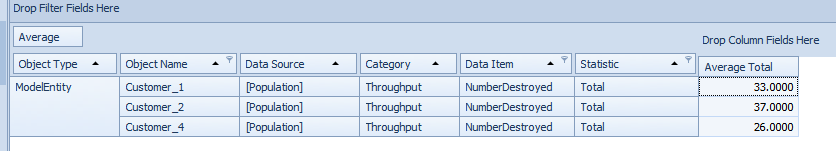 Drop Filter Fields Here
Average
Drop Column Fields Here
Object Type Object Name Data Source Category Data Item Statistic Average Total
ModelEntity Customer_1 [Population] Throughput NumberDestroyed Total 33.0000
Customer_2 [Population] Throughput NumberDestroyed Total 37.0000
Customer_4 [Population] Throughput NumberDestroyed Total 26.0000